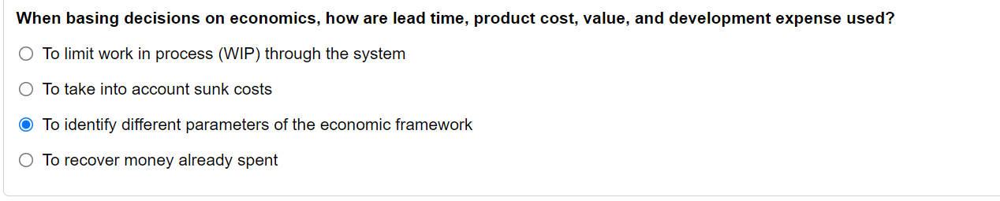 When basing decisions on economics, how are lead time, product cost, value, and development expense used?
To limit work in process (WIP) through the system
To take into account sunk costs
To identify different parameters of the economic framework
To recover money already spent